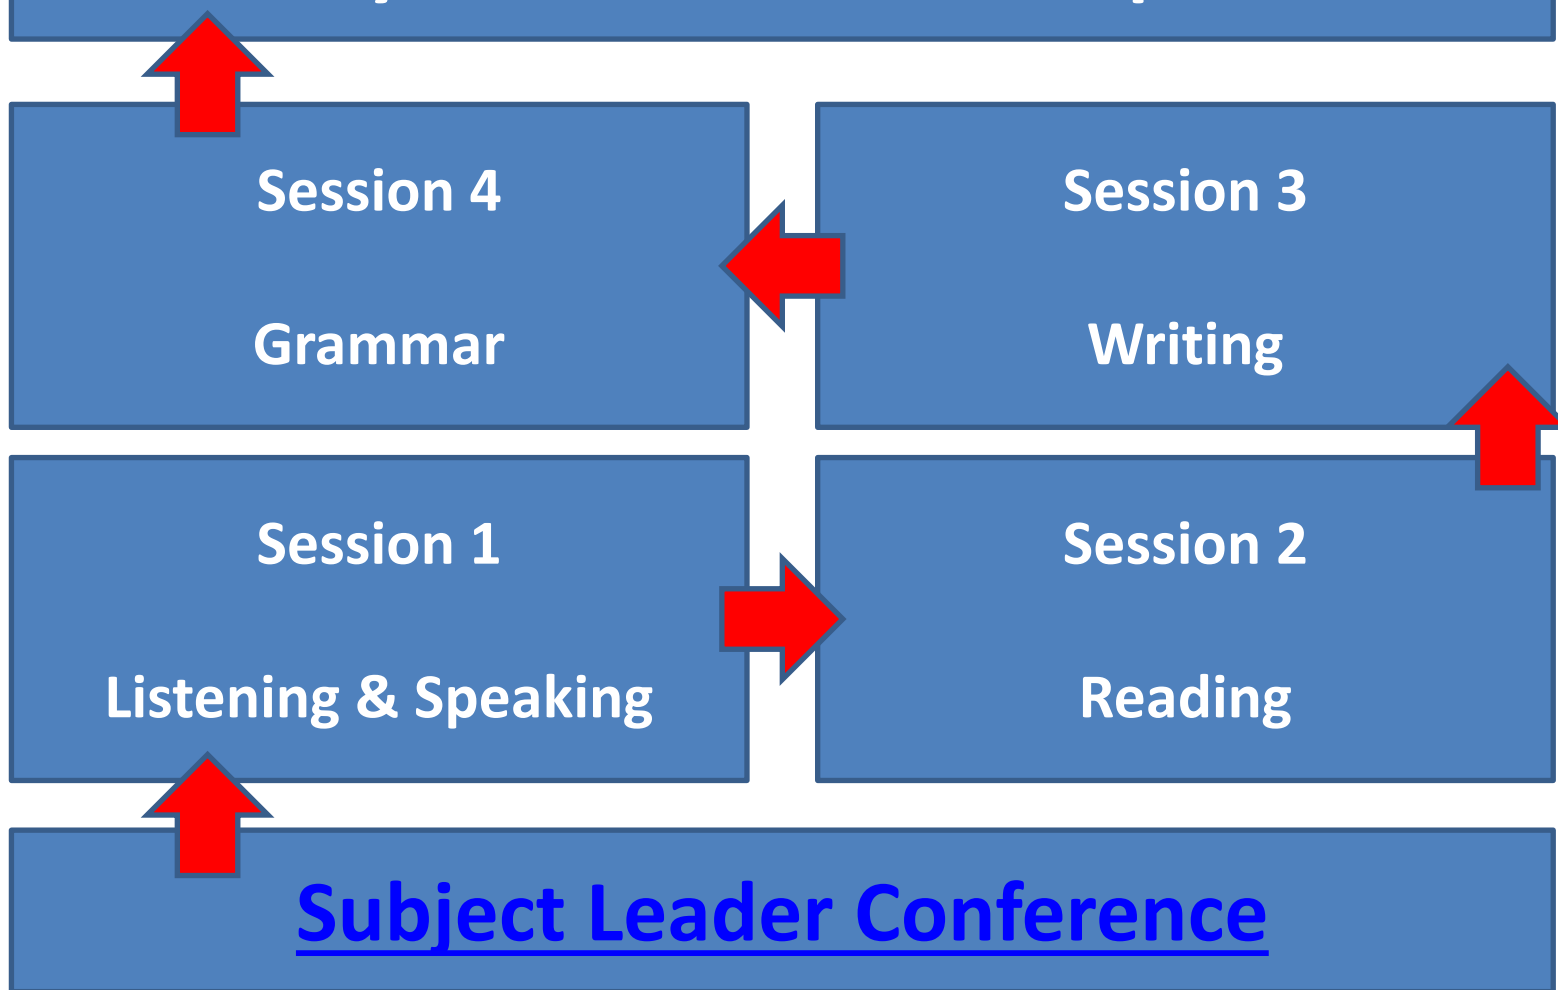 Session 4
Grammar
Session 3
Writing
Session 1
Listening & Speaking
Session 2
Reading
Subject Leader Conference